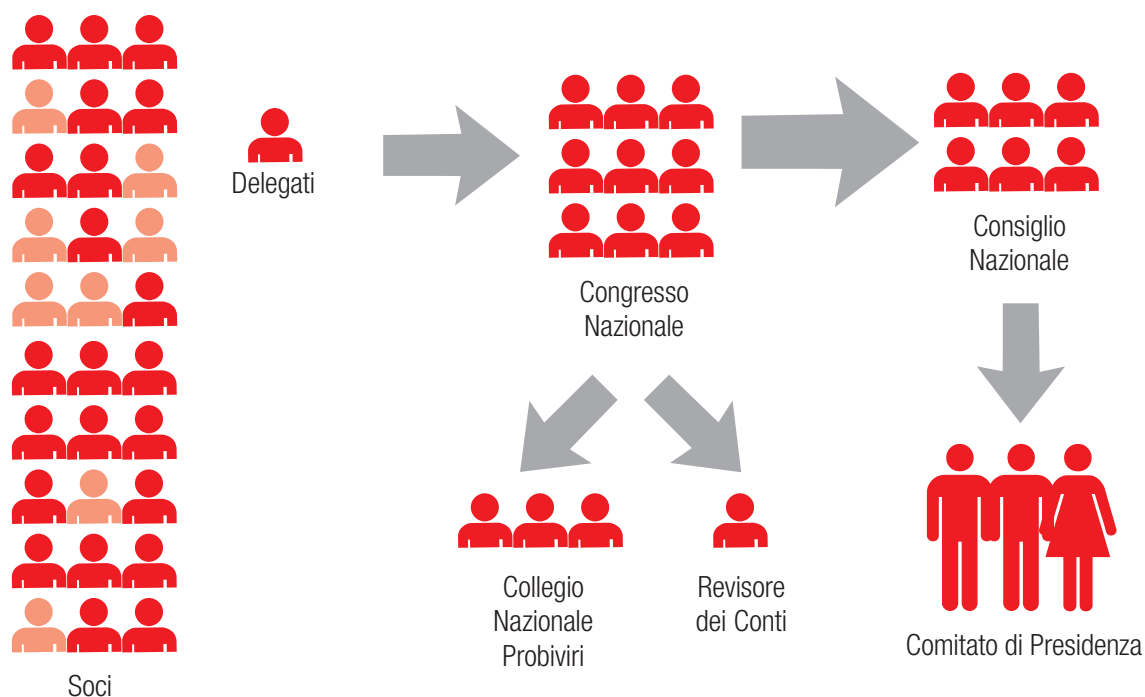 Soci
Delegati
Congresso
Nazionale
Consiglio
Nazionale
Collegio
Nazionale
Probiviri
Revisore
dei Conti
Comitato di Presidenza